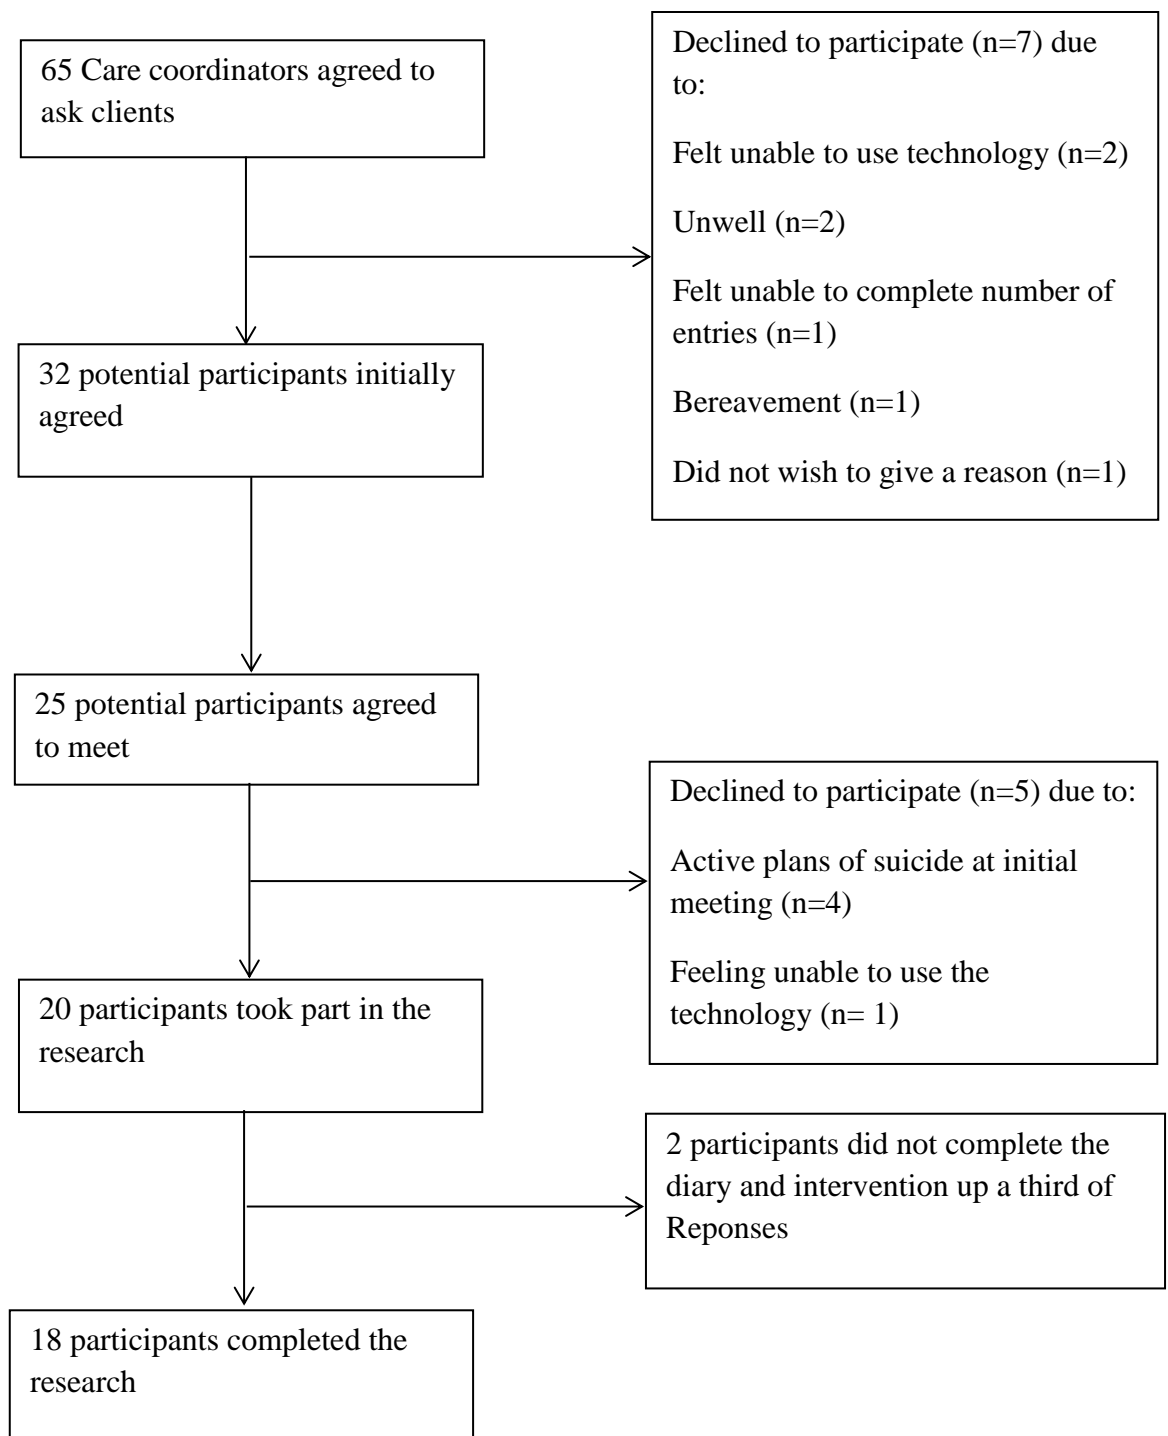 65 Care coordinators agreed to
ask clients
Declined to participate (n=7) due
to:
Felt unable to use technology (n=2)
Unwell (n=2)
Felt unable to complete number of
entries (n=1)
Bereavement (n=1)
Did not wish to give a reason (n=1)
32 potential participants initially
agreed
25 potential participants agreed
to meet
Declined to participate (n=5) due to:
Active plans of suicide at initial
meeting (n=4)
Feeling unable to use the
technology (n= 1)
20 participants took part in the
research
2 participants did not complete the
diary and intervention up a third of
Reponses
18 participants completed the
research